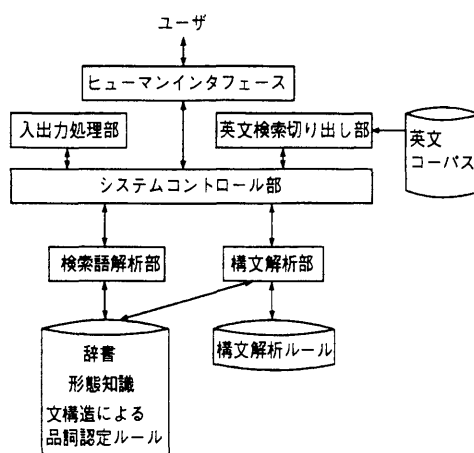 ユーザ
ヒューマンインタフェース
入出力処理部
英文検索切り出し部
英文
コーパス
システムコントロール部
検索語解析部
構文解析部
辞書
形態知識
文構造による
品詞認定ルール
構文解析ルール